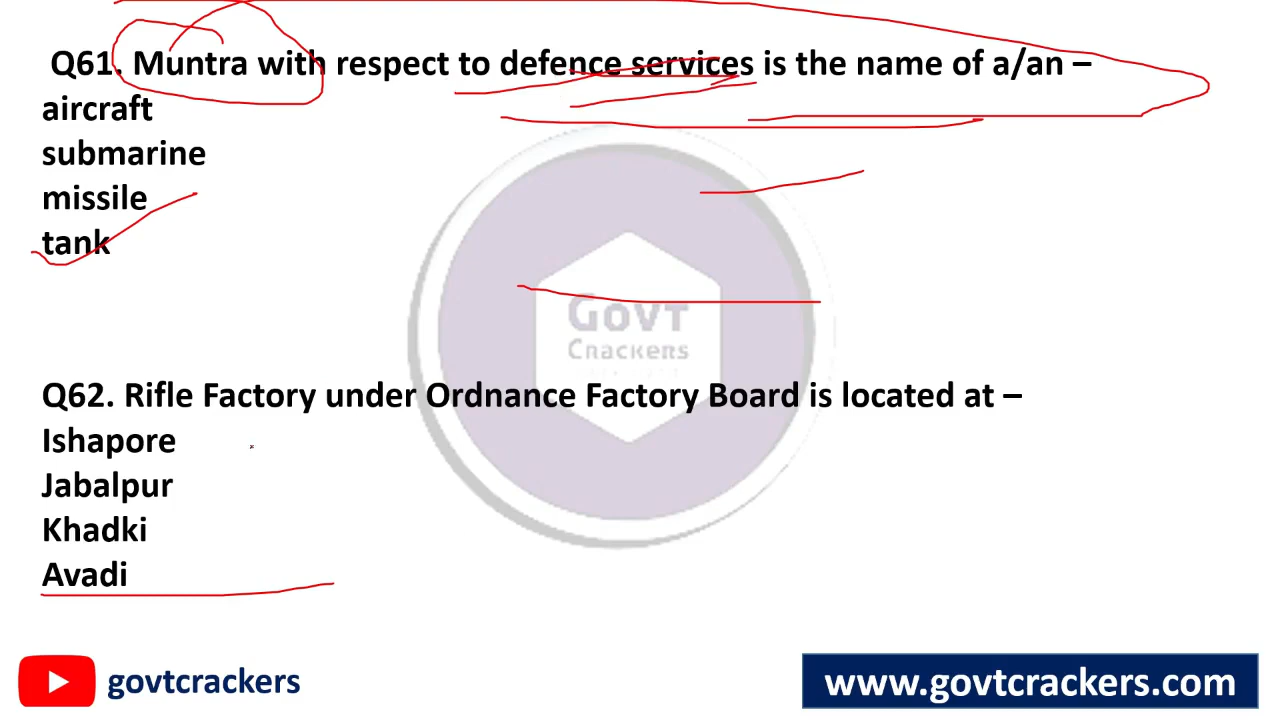 Q61. Muntra with respect to defence services is the name of a/an –
aircraft
submarine
missile
tank
GOVT
CRACKERS
Q62. Rifle Factory under Ordnance Factory Board is located at –
Ishapore
Jabalpur
Khadki
Avadi
govtcrackers
www.govtcrackers.com